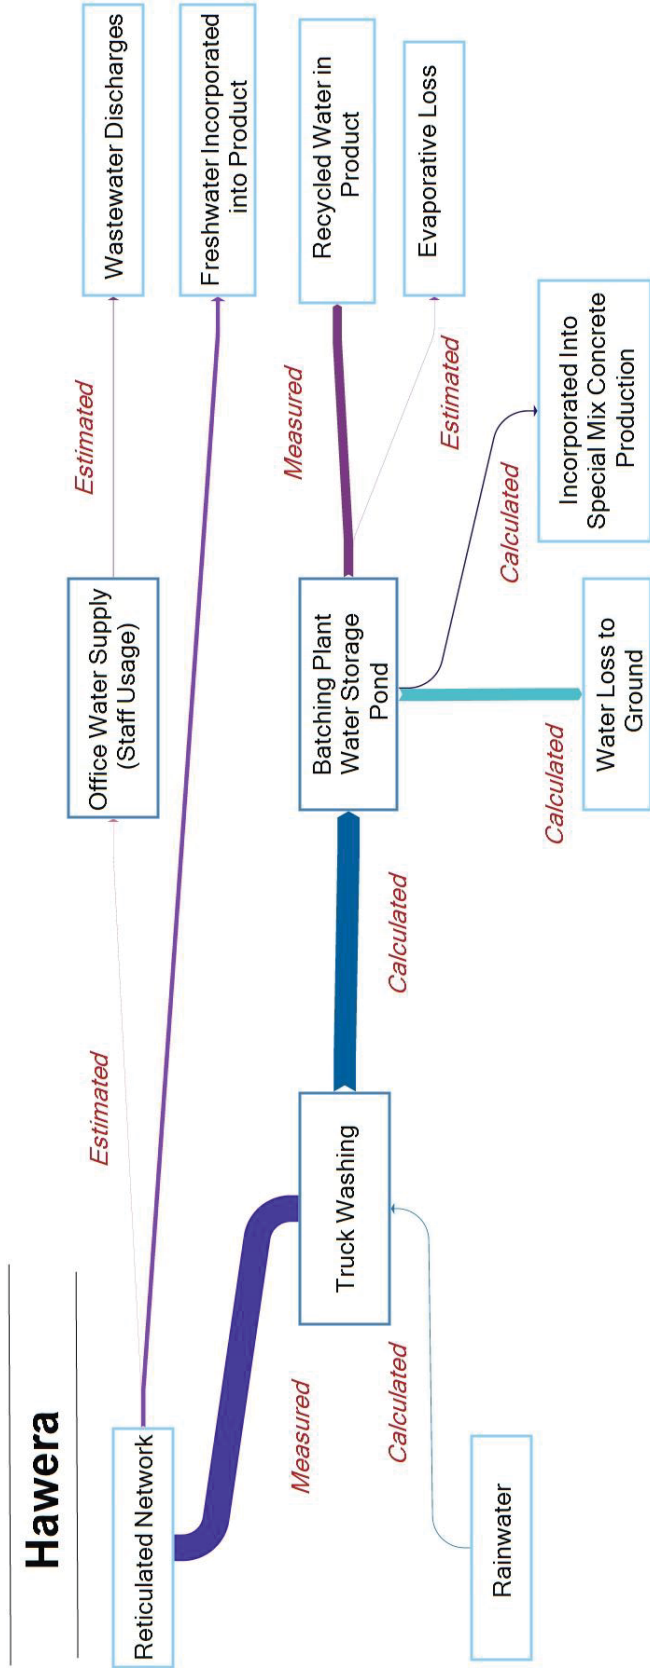 Hawera
Reticulated Network
Estimated
Office Water Supply
(Staff Usage)
Estimated
Wastewater Discharges
Freshwater Incorporated
into Product
Measured
Truck Washing
Calculated
Rainwater
Calculated
Batching Plant
Water Storage
Pond
Measured
Recycled Water in
Product
Estimated
Evaporative Loss
Calculated
Incorporated Into
Special Mix Concrete
Production
Calculated
Water Loss to
Ground